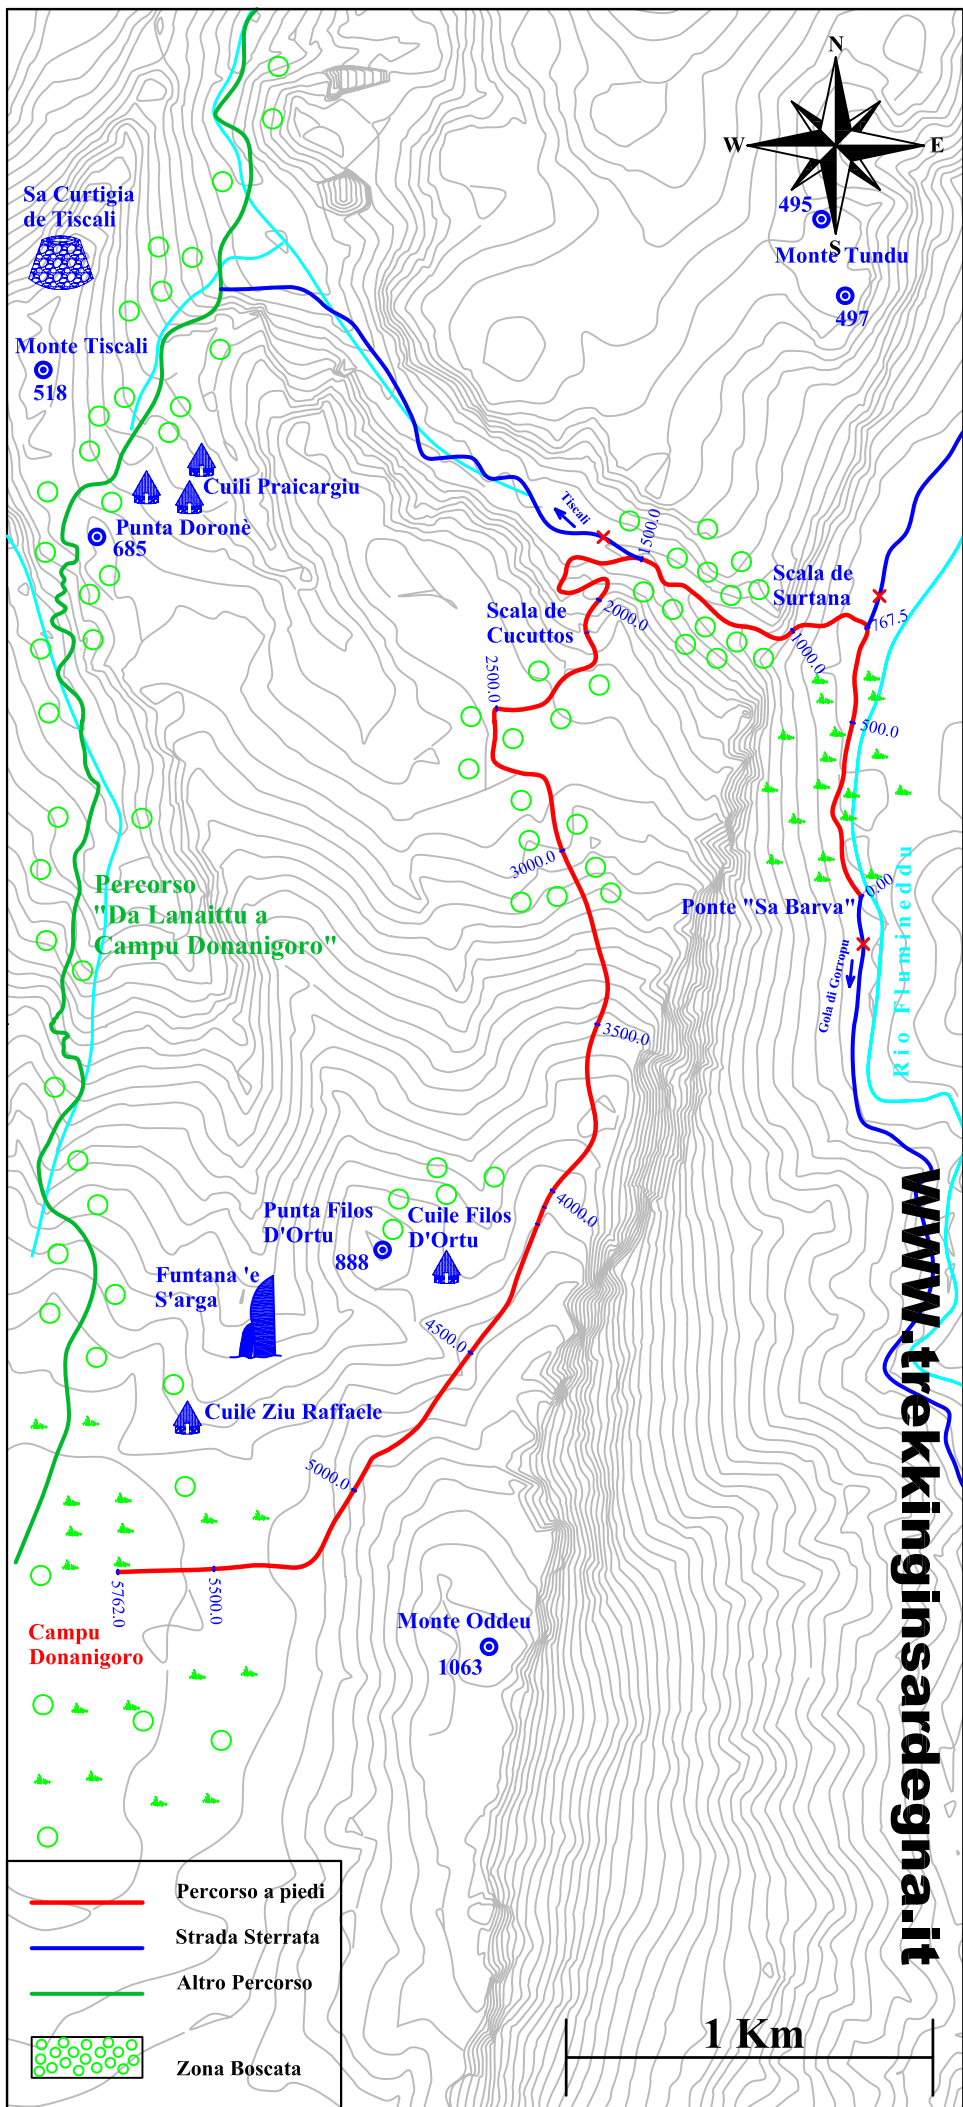 N
W
E
S
495
Monte Tundu
497
Sa Curtigia
de Tiscali
Monte Tiscali
518
Cuili Praicargiu
Punta Doronè
685
Tiscali
1500.0
Scala de
Surtana
767.5
Scala de
Cucuttos
2000.0
1000.0
2500.0
500.0
3000.0
0.00
Percorso
"Da Lanaittu a
Campu Donanigoro"
Ponte "Sa Barva"
Gola di Gorropu
Rio Flumineddu
3500.0
4000.0
Punta Filos
D'Ortu
888
Cuile Filos
D'Ortu
Funtana 'e
S'arga
4500.0
Cuile Ziu Raffaele
5000.0
5500.0
5762.0
Campu
Donanigoro
Monte Oddeu
1063
www.trekkinginsardegna.it
Percorso a piedi
Strada Sterrata
Altro Percorso
Zona Boscata
1 Km